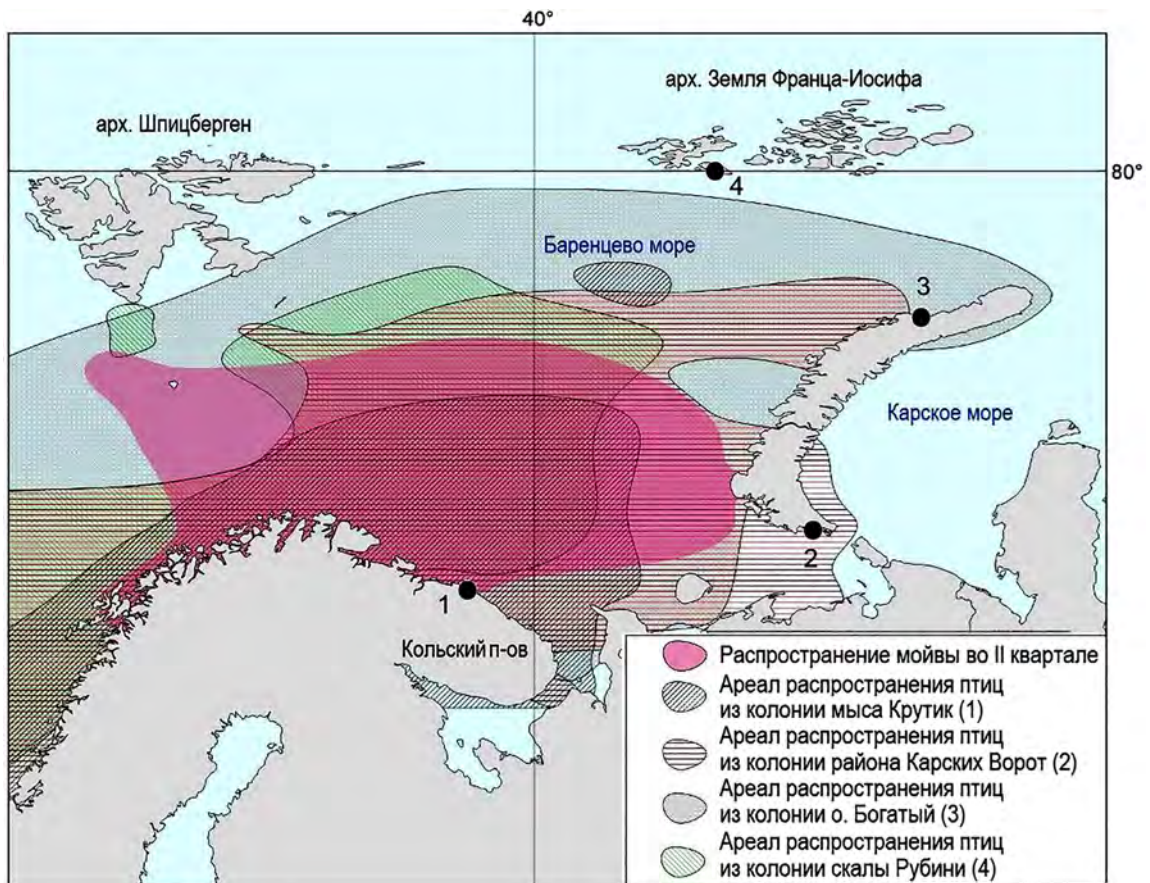 40°
арх. Земля Франца-Иосифа
арх. Шпицберген
80°
4
Баренцево море
3
Карское море
2
1
Кольский п-ов
Распространение мойвы во II квартале
Ареал распространения птиц
из колонии мыса Крутик (1)
Ареал распространения птиц
из колонии района Карских Ворот (2)
Ареал распространения птиц
из колонии о. Богатый (3)
Ареал распространения птиц
из колонии скалы Рубини (4)